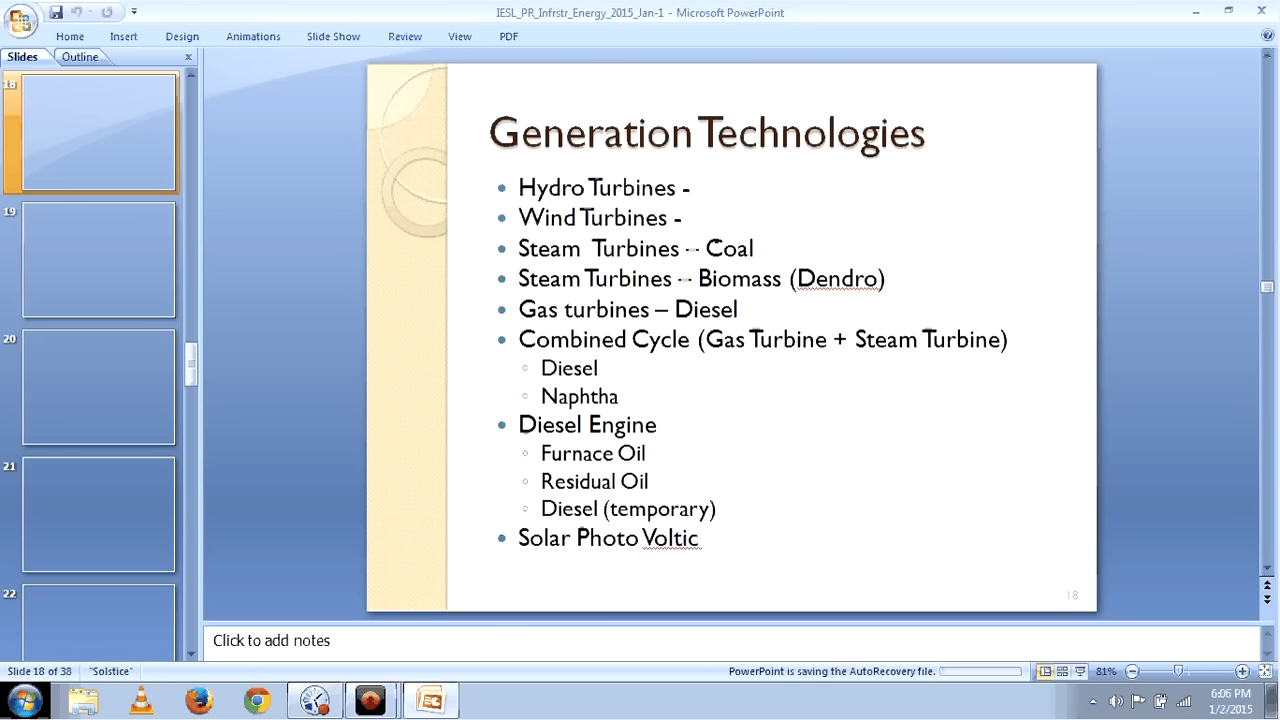 IESL_PR_Infrstr_Energy_2015_Jan-1 - Microsoft PowerPoint
Home Insert Design Animations Slide Show Review View PDF
Slides Outline x
18
19
20
21
22
Generation Technologies
• Hydro Turbines -
• Wind Turbines -
• Steam Turbines – Coal
• Steam Turbines – Biomass (Dendro)
• Gas turbines – Diesel
• Combined Cycle (Gas Turbine + Steam Turbine)
◦ Diesel
◦ Naphtha
• Diesel Engine
◦ Furnace Oil
◦ Residual Oil
◦ Diesel (temporary)
• Solar Photo Voltic
18
Click to add notes
Slide 18 of 38 "Solstice" PowerPoint is saving the AutoRecovery file. 81%
6:06 PM
1/2/2015